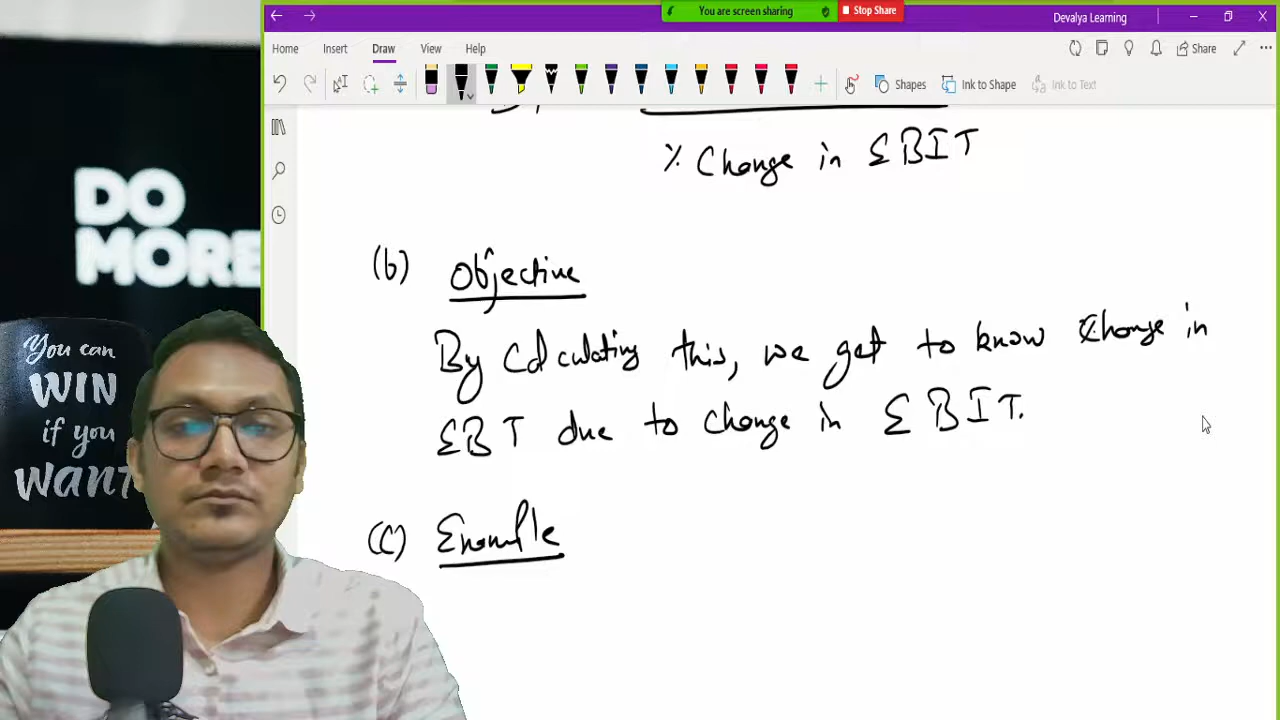 You are screen sharing
Stop Share
Devalya Learning
Home Insert Draw View Help
Share
Shapes
Ink to Shape
Ink to Text
DO
MORE
You can
WIN
if you
want
% Change in EBIT
(b) Objective
By Calculating this, we get to know change in
EBT due to change in EBIT.
(C) Example